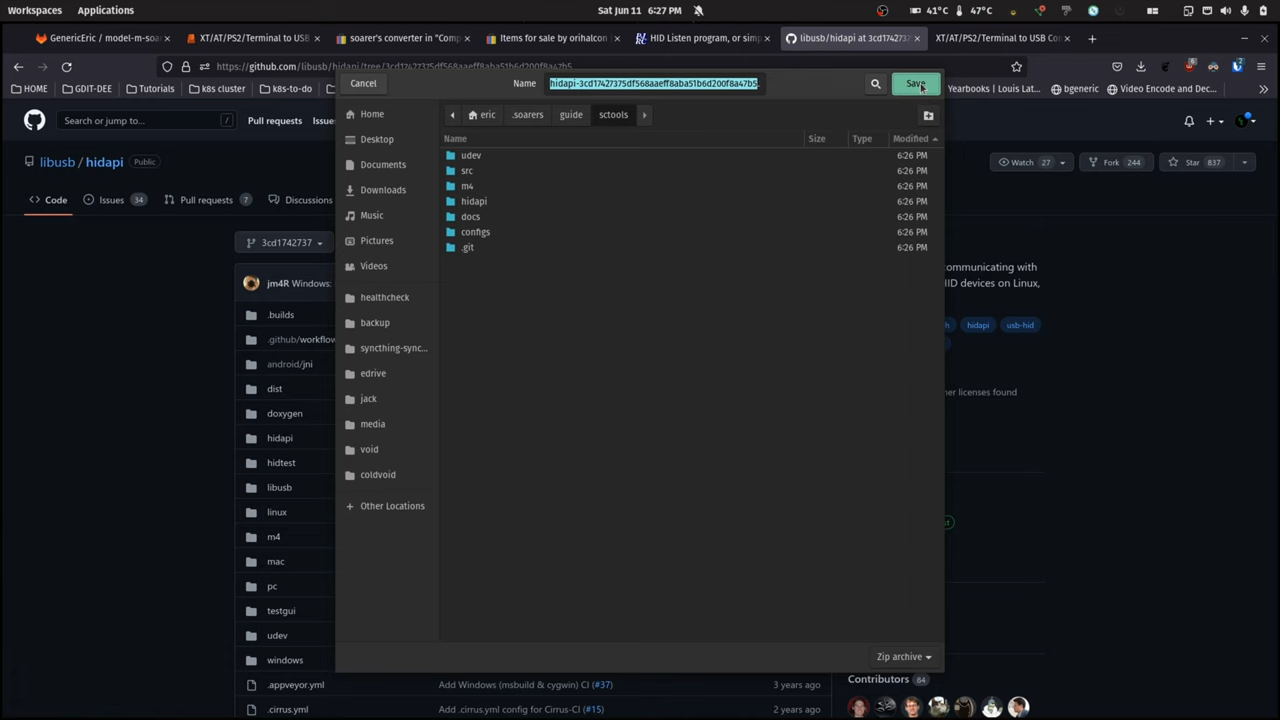 Workspaces Applications Sat Jun 11 6:27 PM 41°C 47°C
GenericEric / model-m-soar XT/AT/PS2/Terminal to USB soarer's converter in "Comp Items for sale by orihalcon HID Listen program, or simp libusb/hidapi at 3cd17427375 XT/AT/PS2/Terminal to USB Con
https://github.com/libusb/hidapi/tree/3cd17427375df568aaeff8aba51b6d200f8a47b5
HOME GDIT-DEE Tutorials k8scluster k8s-to-do Yearbooks | Louis Lat... bgeneric Video Encode and Dec...
Cancel Name hidapi-3cd17427375df568aaeff8aba51b6d200f8a47b5. Save
Search or jump to... / Pull requests Issues
Home
Desktop
Documents
Downloads
Music
Pictures
Videos
healthcheck
backup
syncthing-sync...
edrive
jack
media
void
coldvoid
Other Locations
eric .soarers guide sctools
Name Size Type Modified
udev 6:26 PM
src 6:26 PM
m4 6:26 PM
hidapi 6:26 PM
docs 6:26 PM
configs 6:26 PM
.git 6:26 PM
Zip archive
libusb / hidapi Public
Watch 27 Fork 244 Star 837
Code Issues 34 Pull requests 7 Discussions
3cd1742737
jm4R Windows:
.builds
.github/workflow
android/jni
dist
doxygen
hidapi
hidtest
libusb
linux
m4
mac
pc
testgui
udev
windows
.appveyor.yml Add Windows (msbuild & cygwin) CI (#37) 3 years ago
.cirrus.yml Add .cirrus.yml config for Cirrus-CI (#15) 2 years ago
ommunicating with
HID devices on Linux,
hidapi usb-hid
er licenses found
Contributors 84